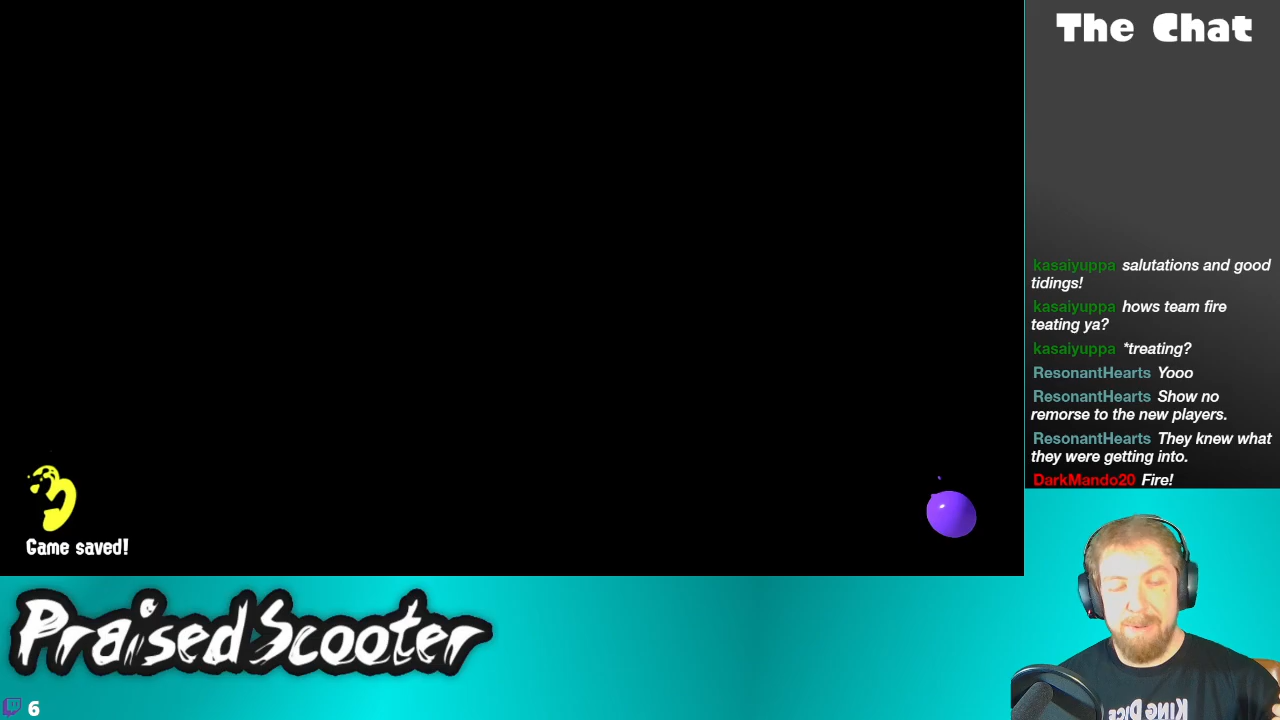 The Chat
kasaiyuppa salutations and good
tidings!
kasaiyuppa hows team fire
teating ya?
kasaiyuppa *treating?
ResonantHearts Yooo
ResonantHearts Show no
remorse to the new players.
ResonantHearts They knew what
they were getting into.
DarkMando20 Fire!
Game saved!
PraisedScooter
6
KING DICE